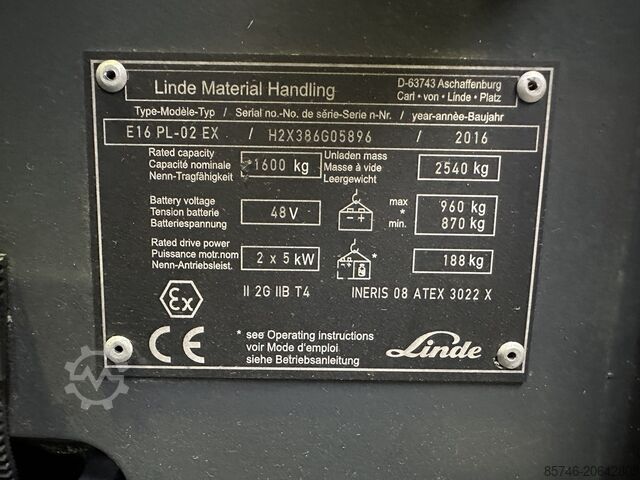 Linde Material Handling
D-63743 Aschaffenburg
Carl • von • Linde • Platz
Type-Modèle-Typ / Serial no.-No. de série-Serie n-Nr. / year-annèe-Baujahr
E16 PL-02 EX / H2X386G05896 / 2016
Rated capacity
Capacité nominale
Nenn-Tragfähigkeit
1600 kg
Unladen mass
Masse à vide
Leergewicht
2540 kg
Battery voltage
Tension batterie
Batteriespannung
48V
max
*
min.
960 kg
870 kg
Rated drive power
Puissance motr.nom
Nenn-Antriebsleist.
2 x 5 kW
*
188 kg
Ex
II 2G IIB T4
INERIS 08 ATEX 3022 X
CE
* see Operating instructions
voir Mode d'emploi
siehe Betriebsanleitung
Linde